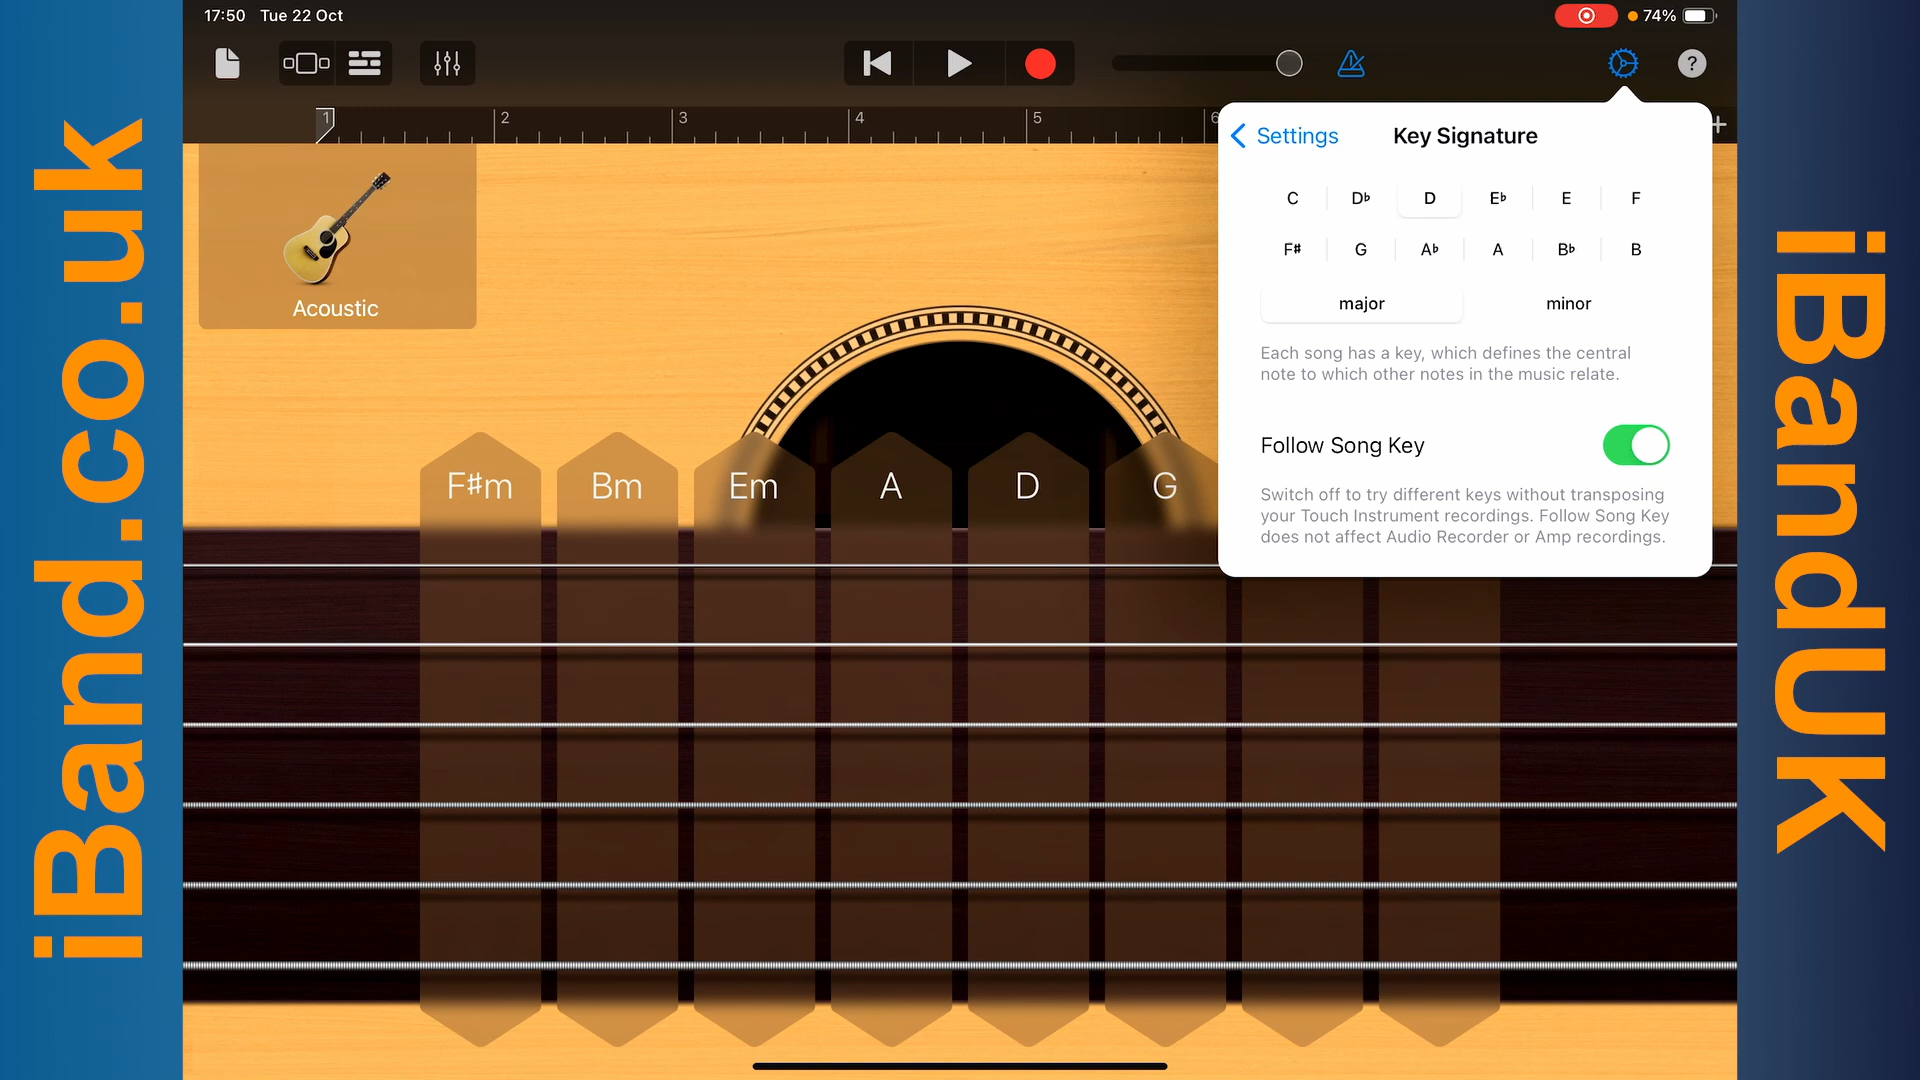 17:50 Tue 22 Oct
74%
?
1 2 3 4 5 6
Settings Key Signature
C D♭ D E♭ E F
F# G A♭ A B♭ B
major minor
Each song has a key, which defines the central
note to which other notes in the music relate.
Follow Song Key
Switch off to try different keys without transposing
your Touch Instrument recordings. Follow Song Key
does not affect Audio Recorder or Amp recordings.
Acoustic
F#m Bm Em A D G
iBand.co.uk
iBandUK